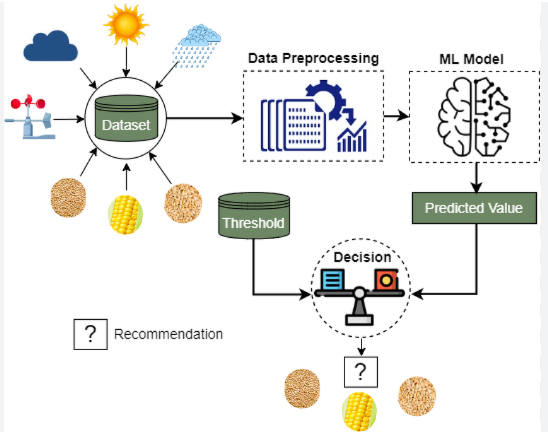 Data Preprocessing
ML Model
Dataset
Threshold
Predicted Value
Decision
?
Recommendation
?